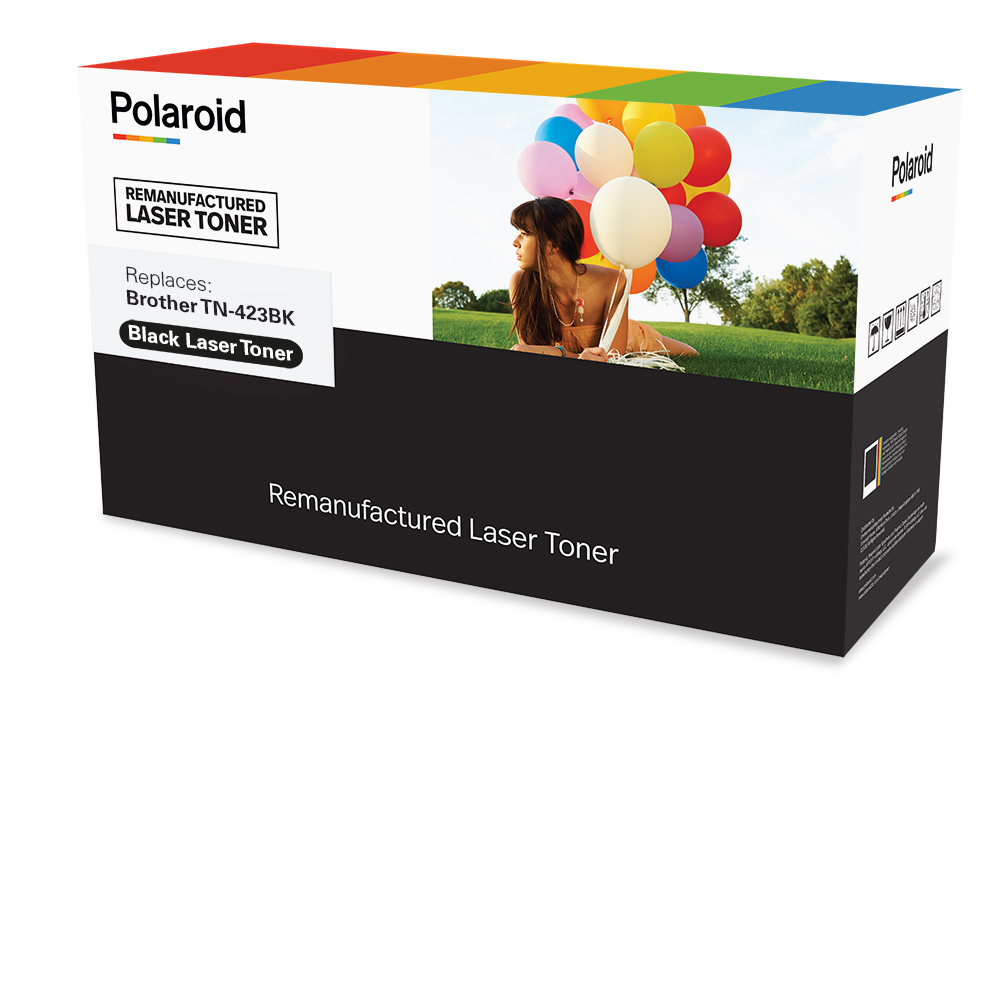 Polaroid
REMANUFACTURED
LASER TONER
Replaces:
Brother TN-423BK
Black Laser Toner
Remanufactured Laser Toner
Polaroid